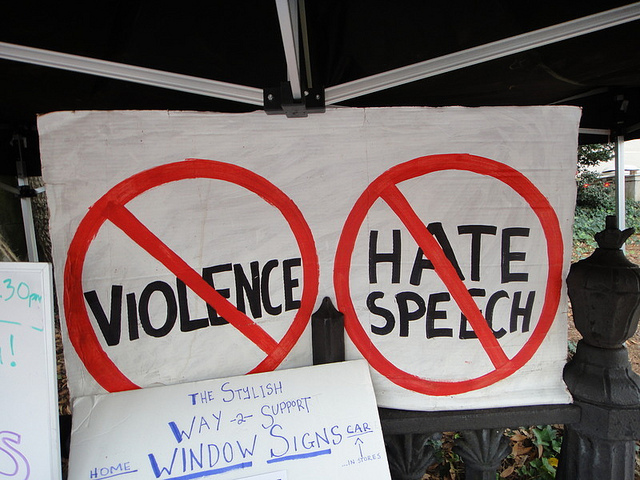 VIOLENCE
HATE
SPEECH
.30pm
!
S
THE STYLISH
WAY -2- SUPPORT
HOME WINDOW SIGNS CAR
...IN STORES